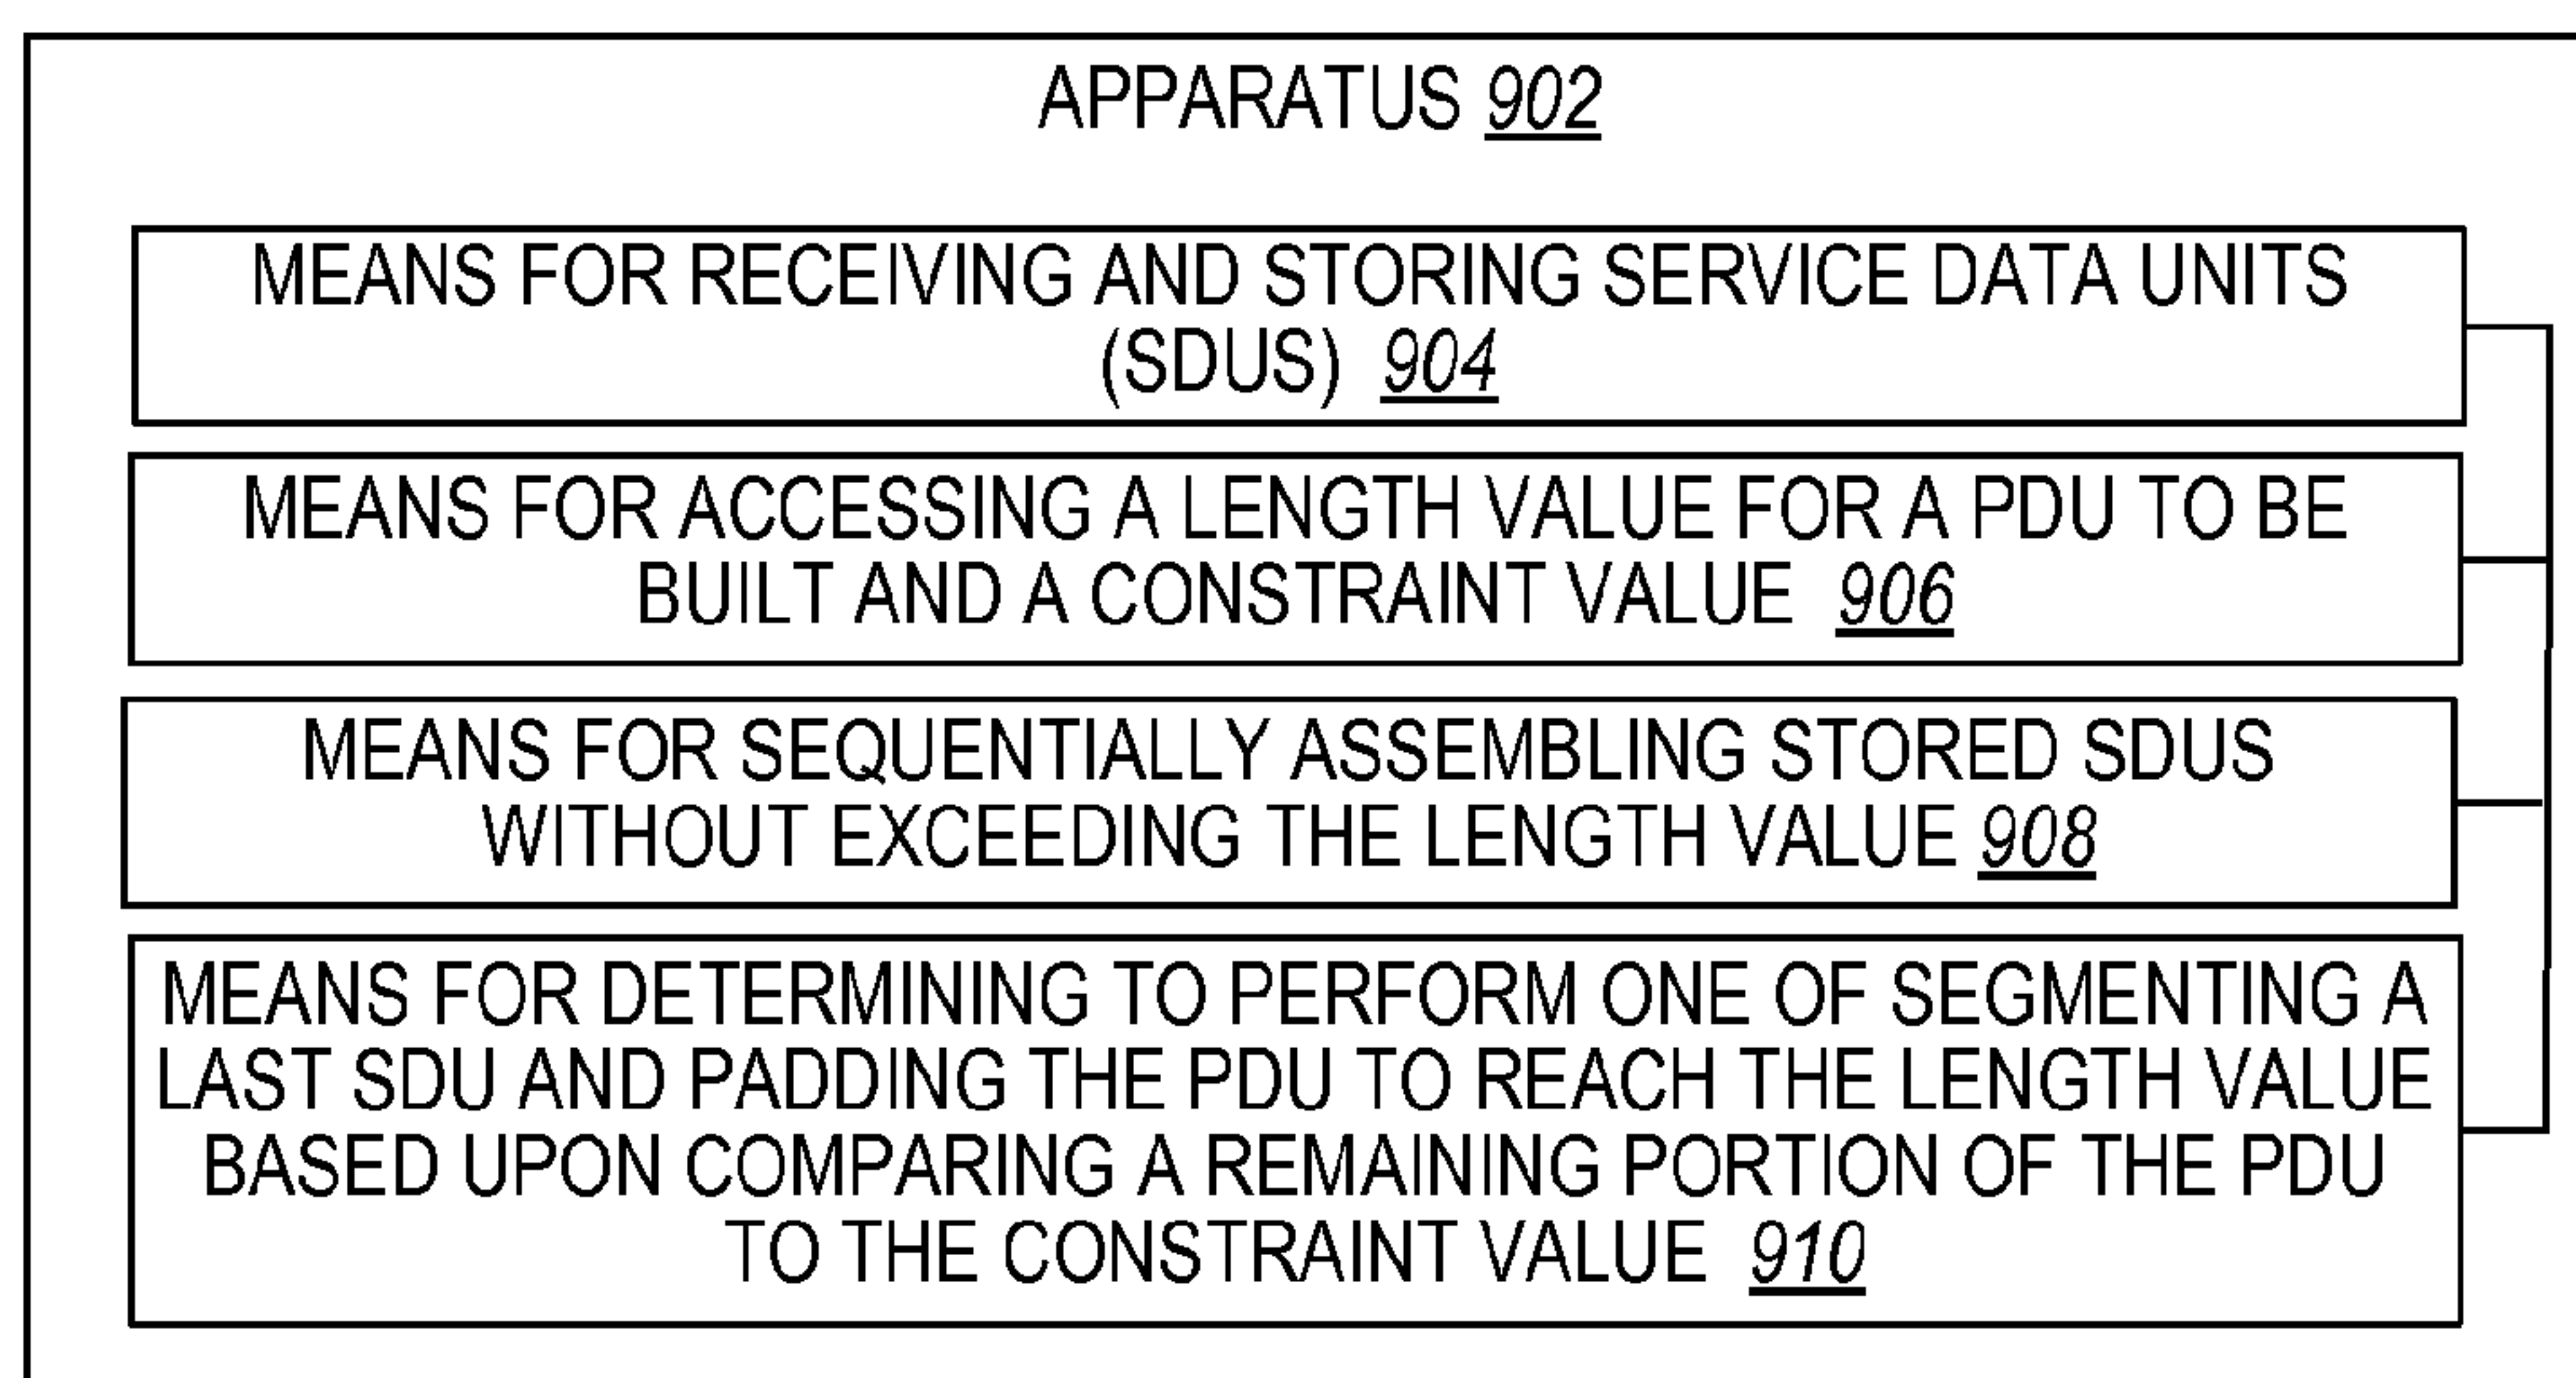 APPARATUS 902
MEANS FOR RECEIVING AND STORING SERVICE DATA UNITS
(SDUS) 904
MEANS FOR ACCESSING A LENGTH VALUE FOR A PDU TO BE
BUILT AND A CONSTRAINT VALUE 906
MEANS FOR SEQUENTIALLY ASSEMBLING STORED SDUS
WITHOUT EXCEEDING THE LENGTH VALUE 908
MEANS FOR DETERMINING TO PERFORM ONE OF SEGMENTING A
LAST SDU AND PADDING THE PDU TO REACH THE LENGTH VALUE
BASED UPON COMPARING A REMAINING PORTION OF THE PDU
TO THE CONSTRAINT VALUE 910